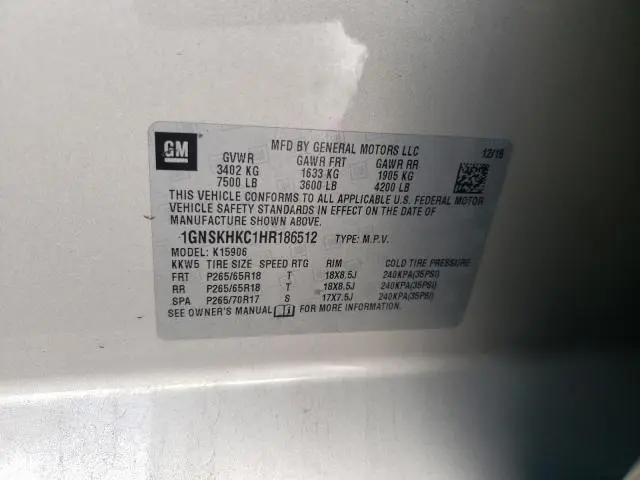 GM
MFD BY GENERAL MOTORS LLC 12/16
GVWR GAWR FRT GAWR RR
3402 KG 1633 KG 1905 KG
7500 LB 3600 LB 4200 LB
THIS VEHICLE CONFORMS TO ALL APPLICABLE U.S. FEDERAL MOTOR
VEHICLE SAFETY STANDARDS IN EFFECT ON THE DATE OF
MANUFACTURE SHOWN ABOVE.
1GNSKHKC1HR186512 TYPE: M.P.V.
MODEL: K15906
KKW5 TIRE SIZE SPEED RTG RIM COLD TIRE PRESSURE
FRT P265/65R18 T 18X8.5J 240KPA(35PSI)
RR P265/65R18 T 18X8.5J 240KPA(35PSI)
SPA P265/70R17 S 17X7.5J 240KPA(35PSI)
SEE OWNER'S MANUAL FOR MORE INFORMATION.